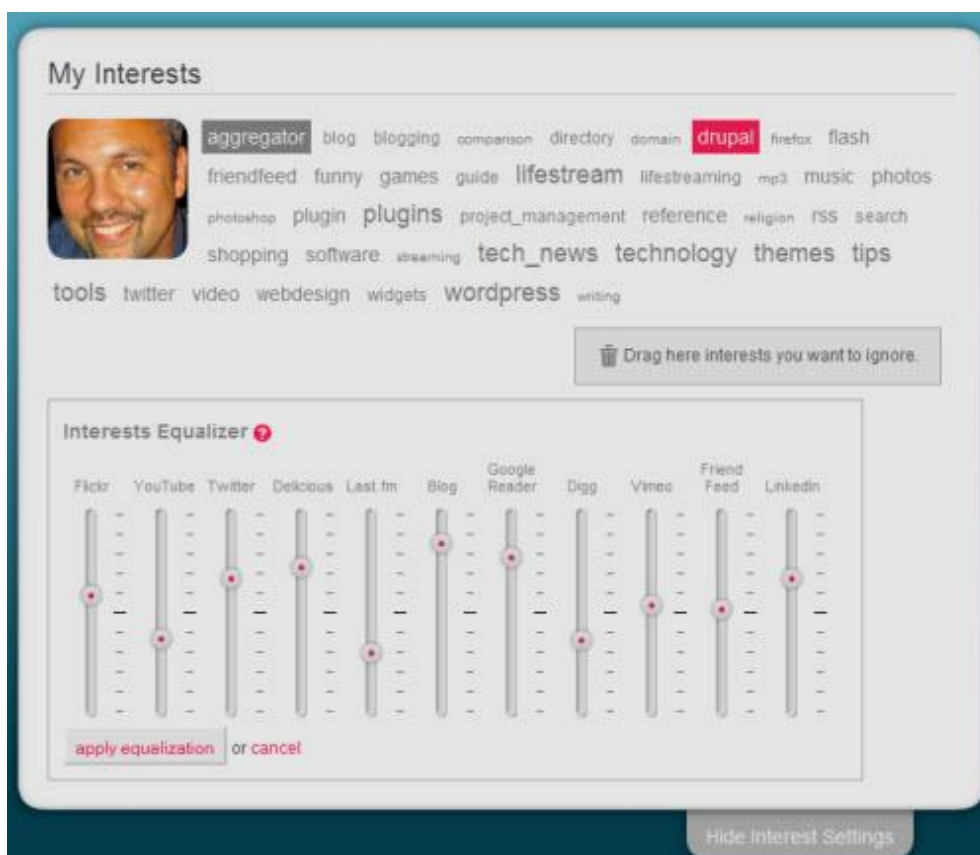 My Interests
aggregator blog blogging comparison directory domain drupal firefox flash
friendfeed funny games guide lifestream lifestreaming mp3 music photos
photoshop plugin plugins project_management reference religion rss search
shopping software streaming tech_news technology themes tips
tools twitter video webdesign widgets wordpress writing
Drag here interests you want to ignore.
Interests Equalizer ?
Flickr YouTube Twitter Delicious Last fm Blog Google Reader Digg Vimeo Friend Feed Linkedin
apply equalization or cancel
Hide Interest Settings